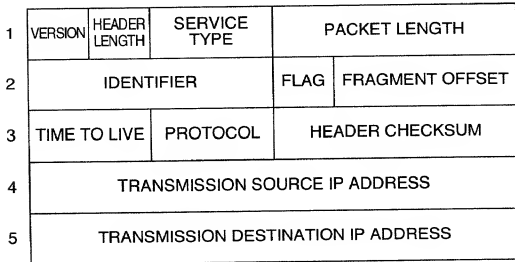 1 VERSION HEADER LENGTH SERVICE TYPE PACKET LENGTH
2 IDENTIFIER FLAG FRAGMENT OFFSET
3 TIME TO LIVE PROTOCOL HEADER CHECKSUM
4 TRANSMISSION SOURCE IP ADDRESS
5 TRANSMISSION DESTINATION IP ADDRESS